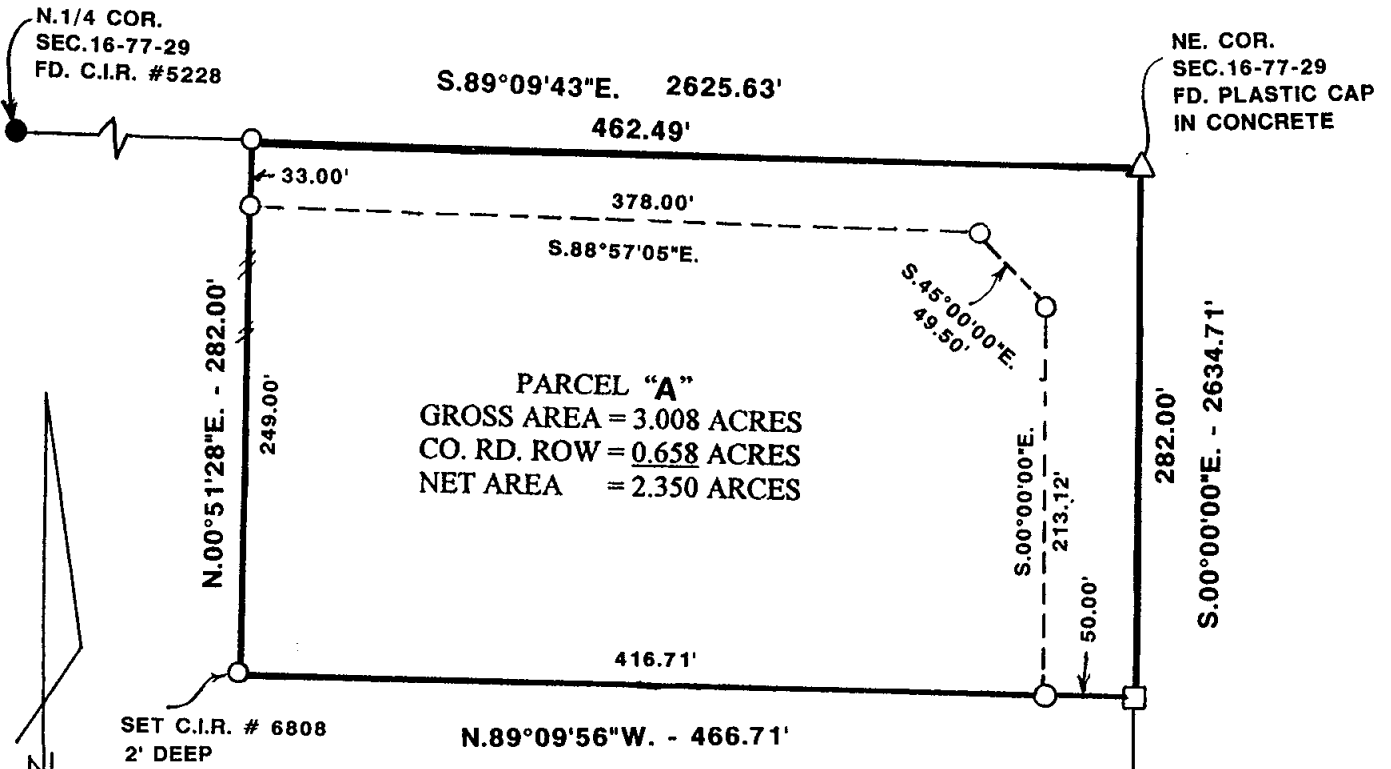 N.1/4 COR.
SEC.16-77-29
FD. C.I.R. #5228
S.89°09'43"E. 2625.63'
462.49'
NE. COR.
SEC.16-77-29
FD. PLASTIC CAP
IN CONCRETE
33.00'
378.00'
S.88°57'05"E.
S.45°00'00"E.
49.50'
N.00°51'28"E. - 282.00'
249.00'
PARCEL "A"
GROSS AREA = 3.008 ACRES
CO. RD. ROW = 0.658 ACRES
NET AREA = 2.350 ARCES
S.00°00'00"E.
213.12'
50.00'
282.00'
S.00°00'00"E. - 2634.71'
416.71'
N.89°09'56"W. - 466.71'
SET C.I.R. # 6808
2' DEEP
N